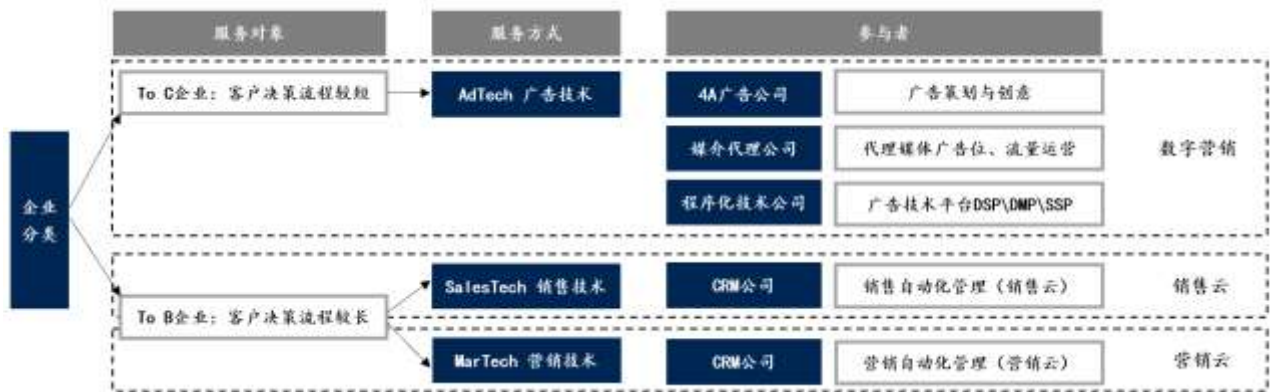 服务对象
服务方式
参与者
To C企业：客户决策流程较短
AdTech 广告技术
4A广告公司
广告策划与创意
媒介代理公司
代理媒体广告位、流量运营
数字营销
程序化技术公司
广告技术平台DSP\DMP\SSP
企业
分类
SalesTech 销售技术
CRM公司
销售自动化管理（销售云）
销售云
To B企业：客户决策流程较长
MarTech 营销技术
CRM公司
营销自动化管理（营销云）
营销云